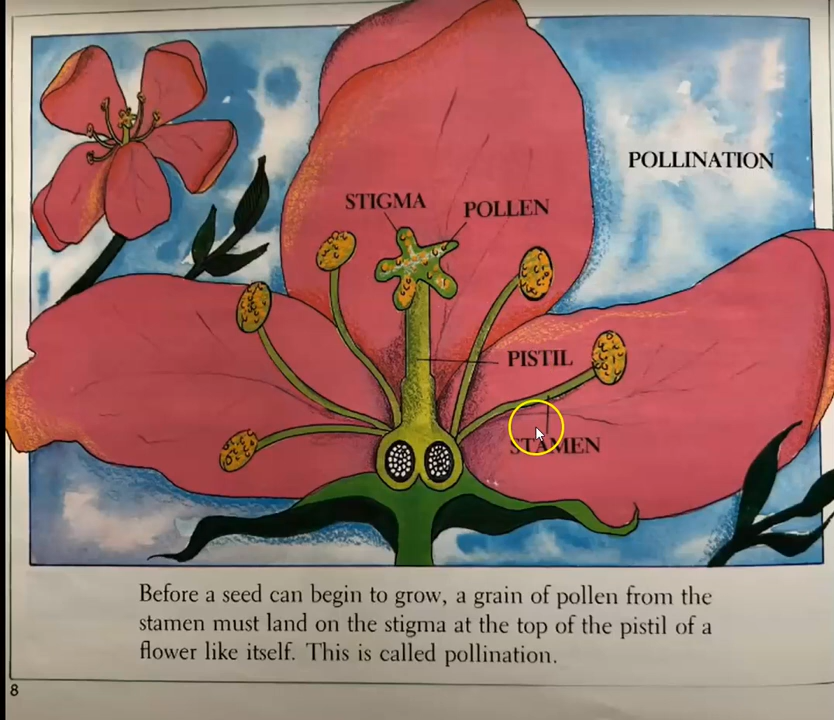 POLLINATION
STIGMA
POLLEN
PISTIL
STAMEN
Before a seed can begin to grow, a grain of pollen from the
stamen must land on the stigma at the top of the pistil of a
flower like itself. This is called pollination.
8